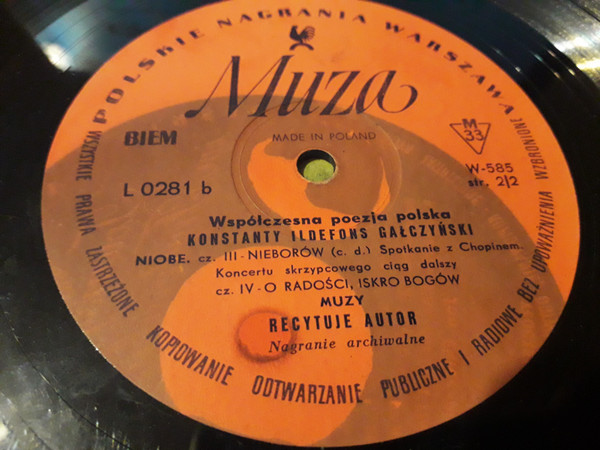 POLSKIE NAGRANIA WARSZAWA
Muza
BIEM
MADE IN POLAND
M
33
L 0281 b
W-585
str. 2|2
Współczesna poezja polska
KONSTANTY ILDEFONS GAŁCZYŃSKI
NIOBE. cz. III - NIEBORÓW (c. d.) Spotkanie z Chopinem.
Koncertu skrzypcowego ciąg dalszy
cz. IV - O RADOŚCI, ISKRO BOGÓW
MUZY
RECYTUJE AUTOR
Nagranie archiwalne
WSZYSTKIE PRAWA ZASTRZEŻONE KOPIOWANIE ODTWARZANIE PUBLICZNE I RADIOWE BEZ UPOWAŻNIENIA WZBRONIONE